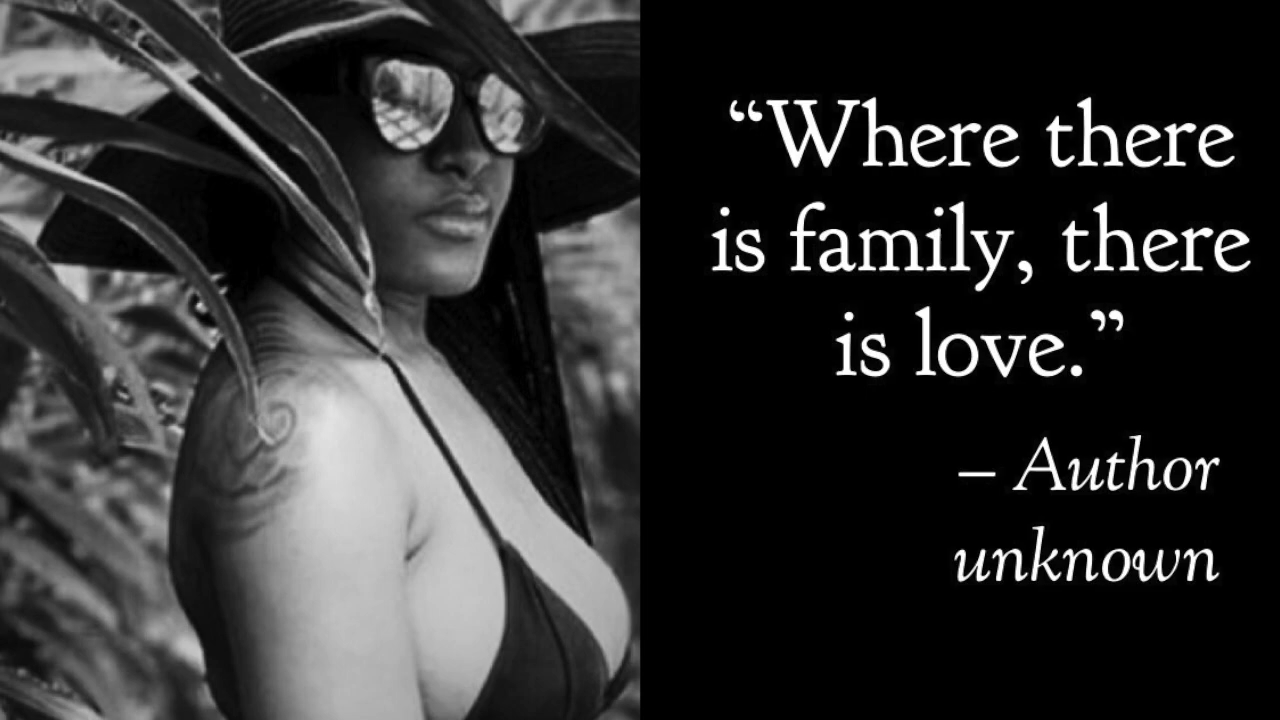 “Where there
is family, there
is love.”
– Author
unknown